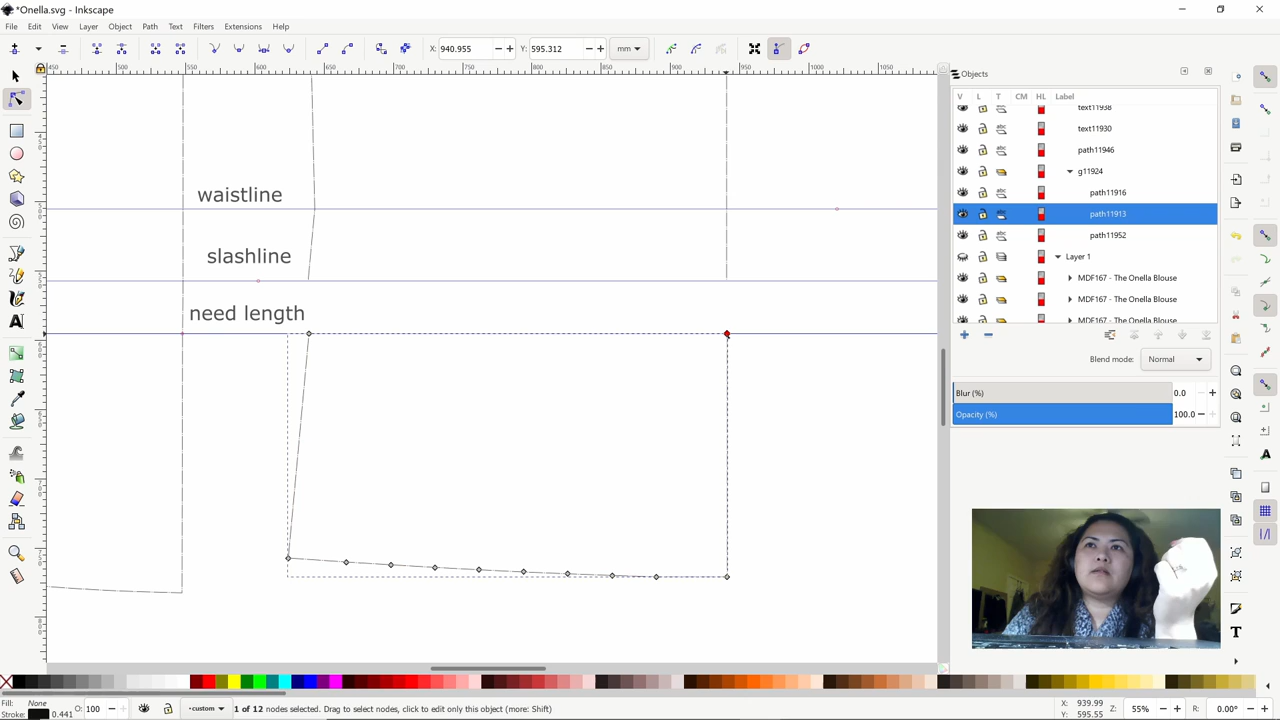 *Onella.svg - Inkscape
File Edit View Layer Object Path Text Filters Extensions Help
X: 940.955 Y: 595.312 mm
Objects
V L T CM HL Label
text11938
text11930
path11946
g11924
path11916
path11913
path11952
Layer 1
MDF167 - The Onella Blouse
MDF167 - The Onella Blouse
MDF167 - The Onella Blouse
Blend mode: Normal
Blur (%) 0.0
Opacity (%) 100.0
waistline
slashline
need length
Fill: None
Stroke: 0.441
O: 100
custom
1 of 12 nodes selected. Drag to select nodes, click to edit only this object (more: Shift)
X: 939.99
Y: 595.55
Z: 55% R: 0.00°